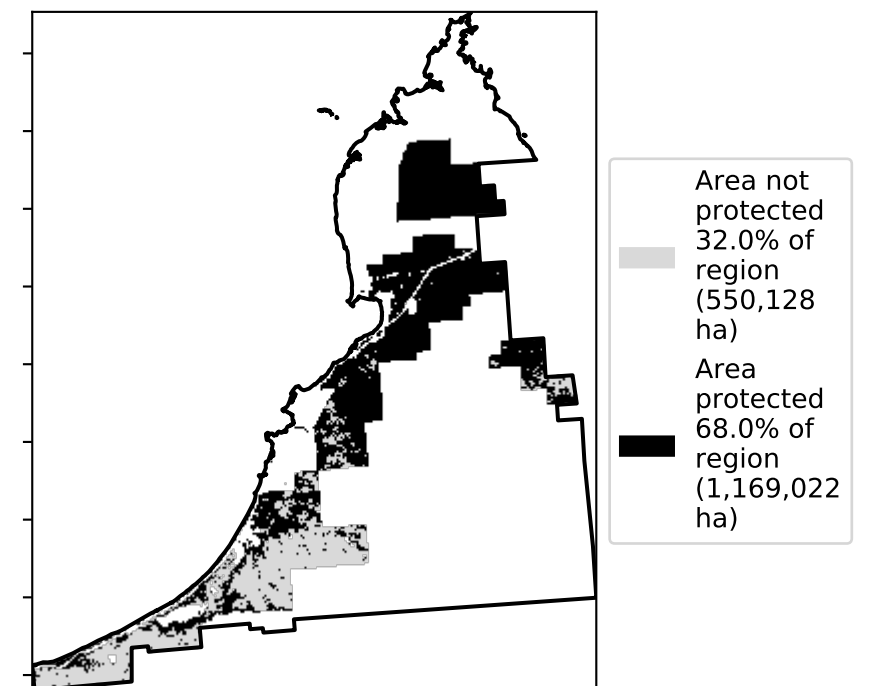 Area not
protected
32.0% of
region
(550,128
ha)
Area
protected
68.0% of
region
(1,169,022
ha)